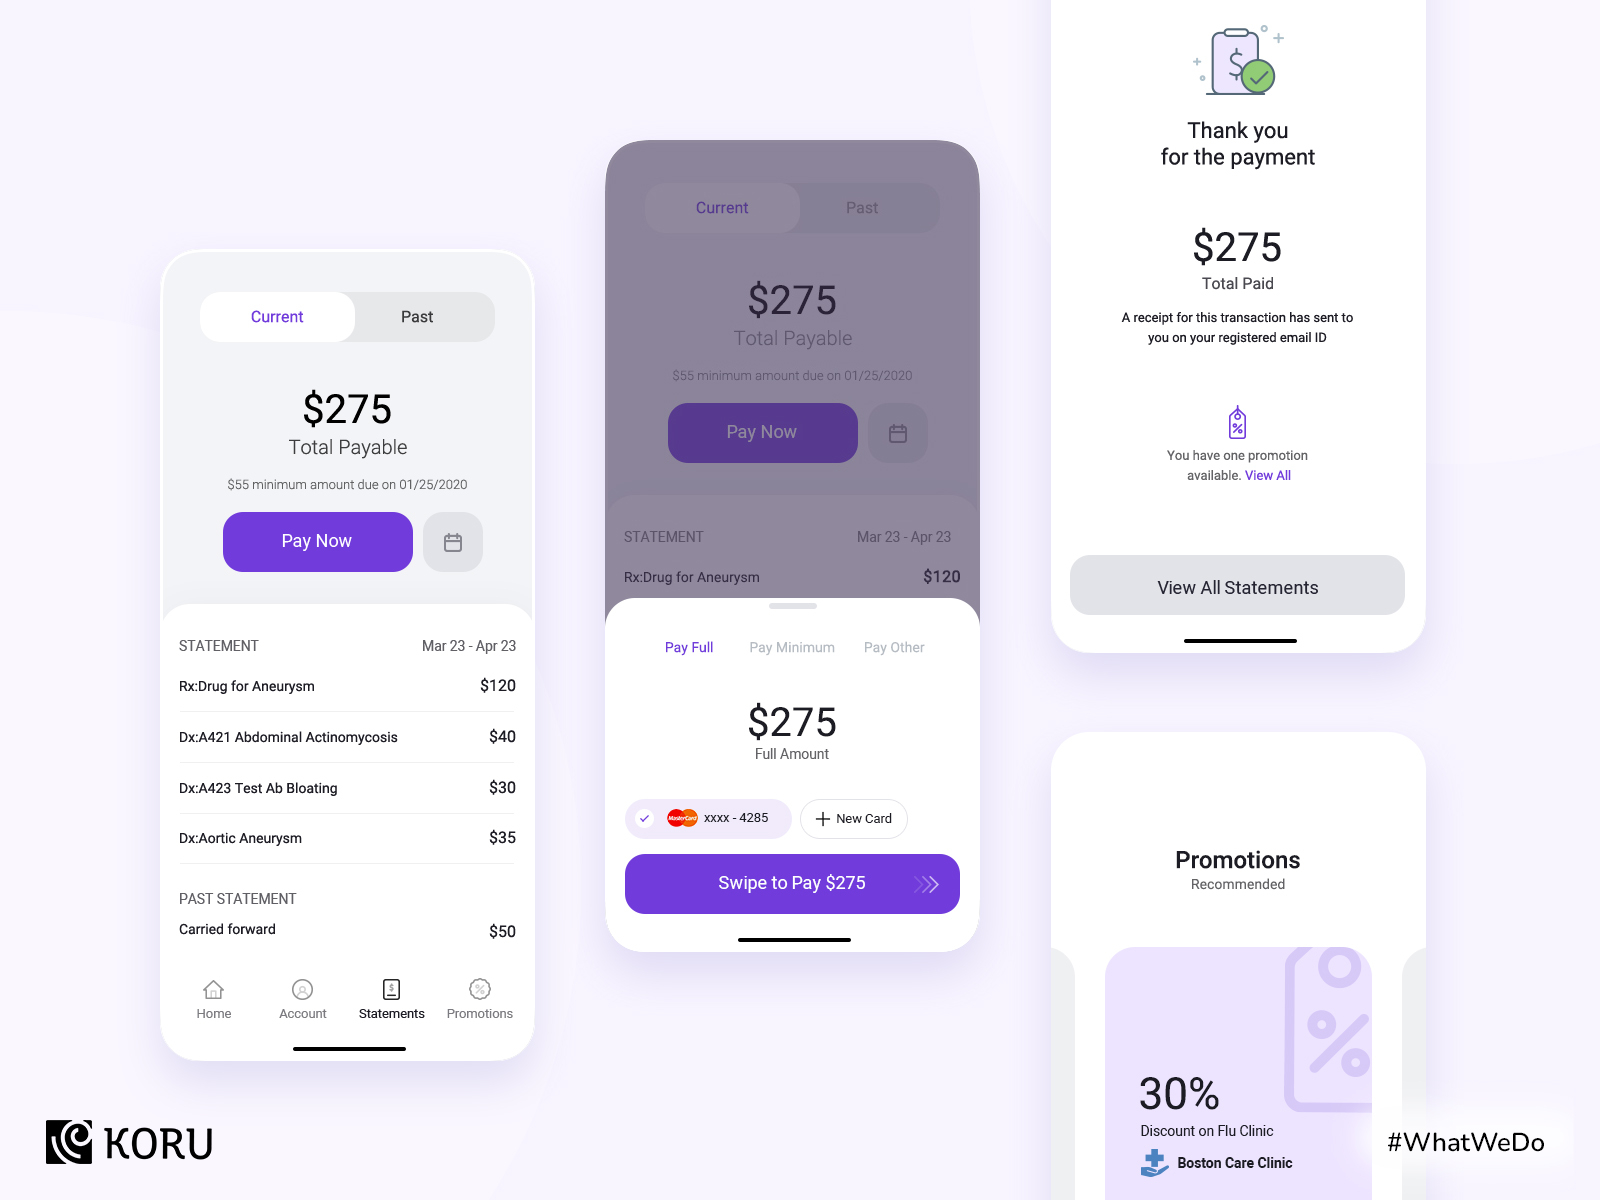 Current Past
$275
Total Payable
$55 minimum amount due on 01/25/2020
Pay Now
STATEMENT Mar 23 - Apr 23
Rx:Drug for Aneurysm $120
Dx:A421 Abdominal Actinomycosis $40
Dx:A423 Test Ab Bloating $30
Dx:Aortic Aneurysm $35
PAST STATEMENT
Carried forward $50
Home Account Statements Promotions
KORU
Current Past
$275
Total Payable
$55 minimum amount due on 01/25/2020
Pay Now
STATEMENT Mar 23 - Apr 23
Rx:Drug for Aneurysm $120
Pay Full Pay Minimum Pay Other
$275
Full Amount
MasterCard xxxx - 4285 New Card
Swipe to Pay $275
$
Thank you
for the payment
$275
Total Paid
A receipt for this transaction has sent to
you on your registered email ID
You have one promotion
available. View All
View All Statements
Promotions
Recommended
30%
Discount on Flu Clinic
Boston Care Clinic
#WhatWeDo